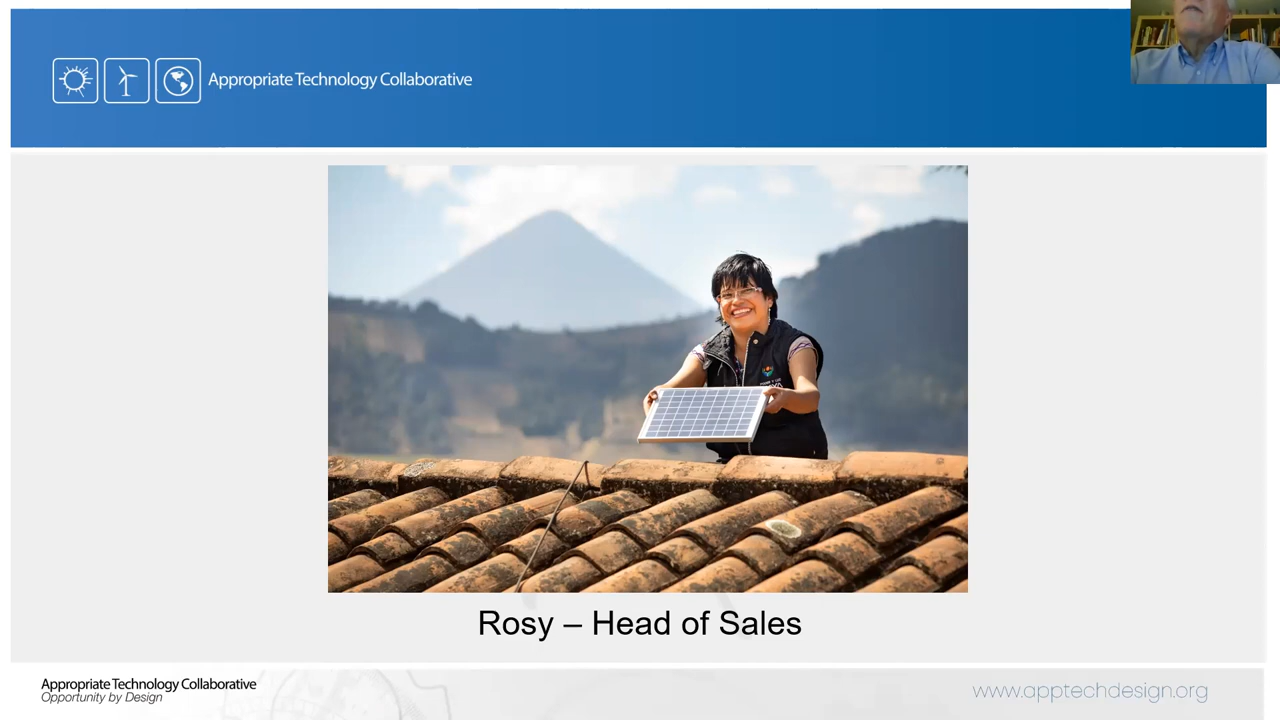 Appropriate Technology Collaborative
Rosy – Head of Sales
Appropriate Technology Collaborative
Opportunity by Design
www.apptechdesign.org